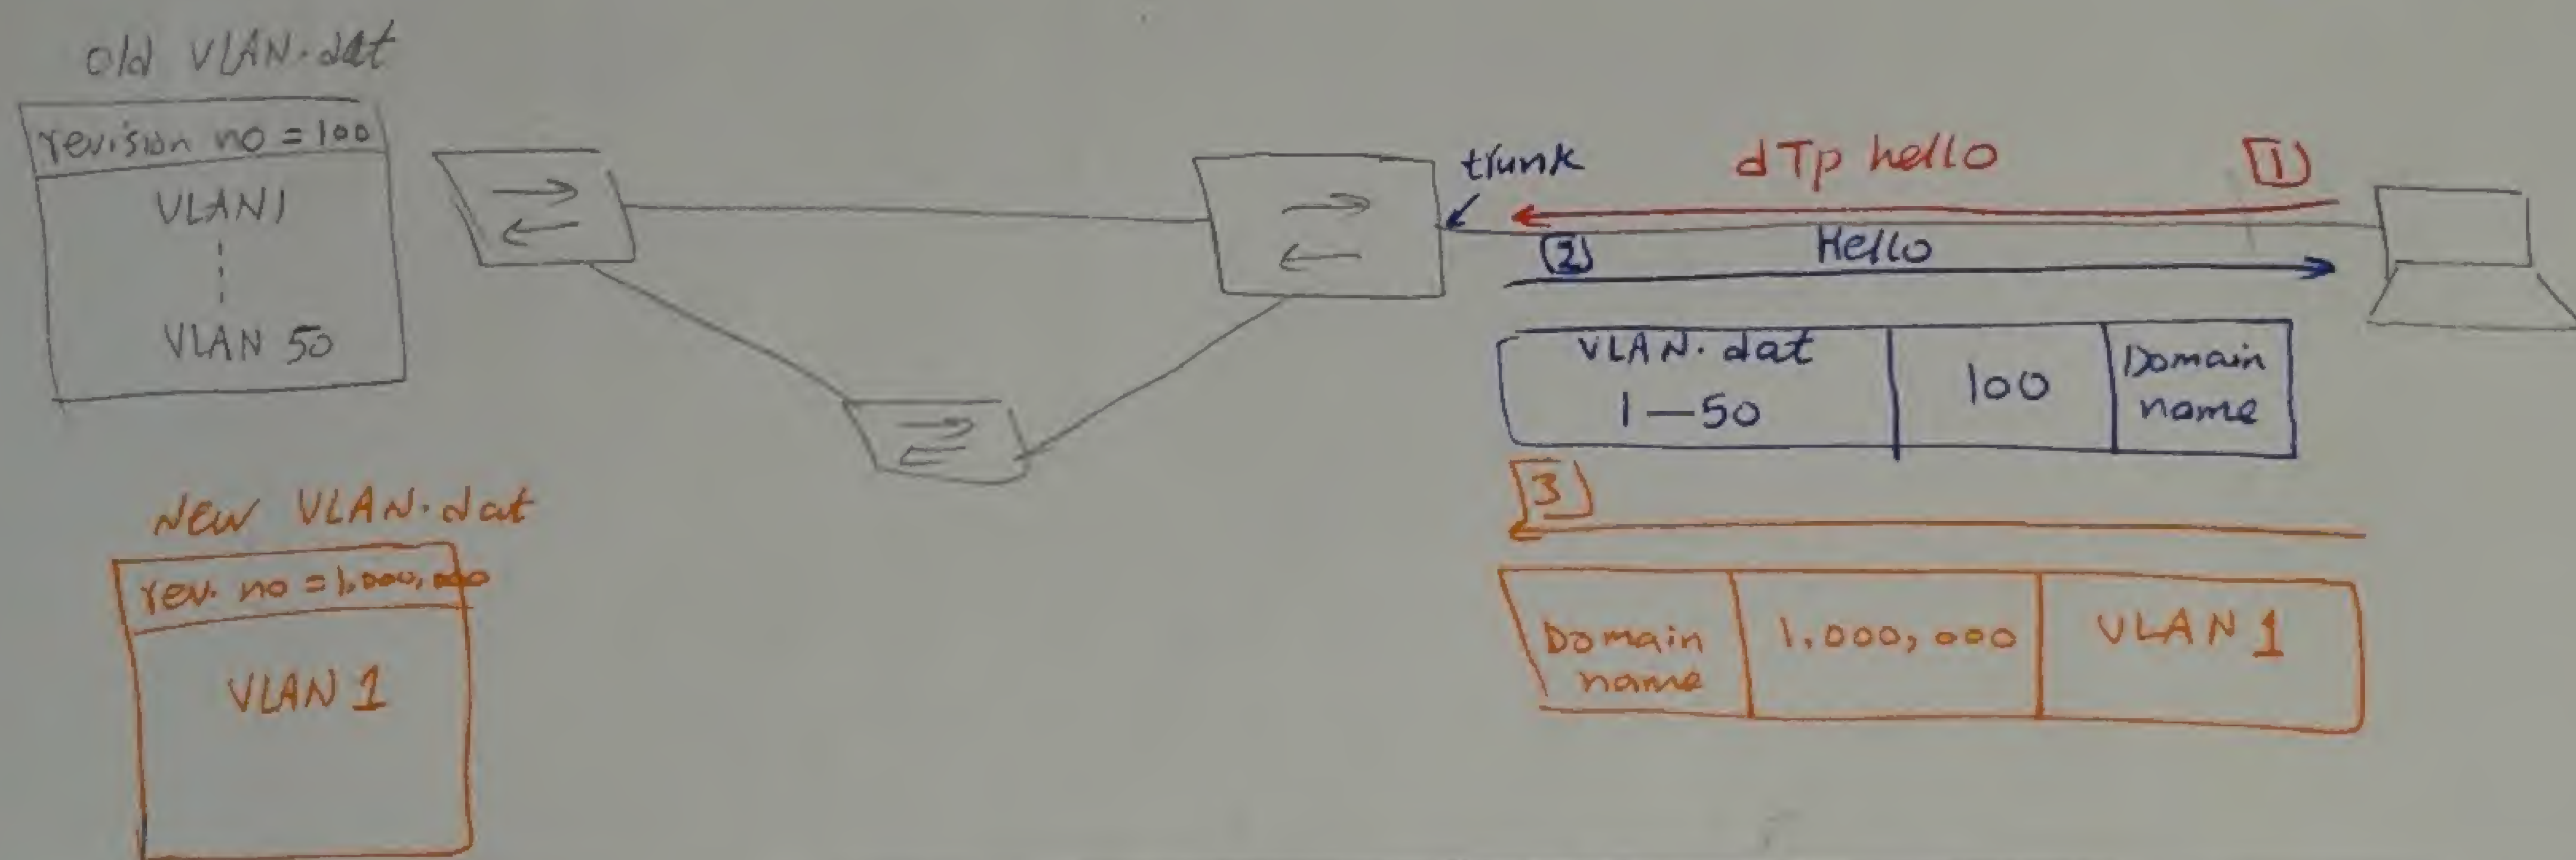 old VLAN.dat
revision no = 100
VLAN1
VLAN 50
trunk
dTp hello
1
2
Hello
VLAN.dat
1—50
100
Domain
name
3
Domain
name
1.000,000
VLAN 1
New VLAN.dat
rev. no = 1.000,000
VLAN 1